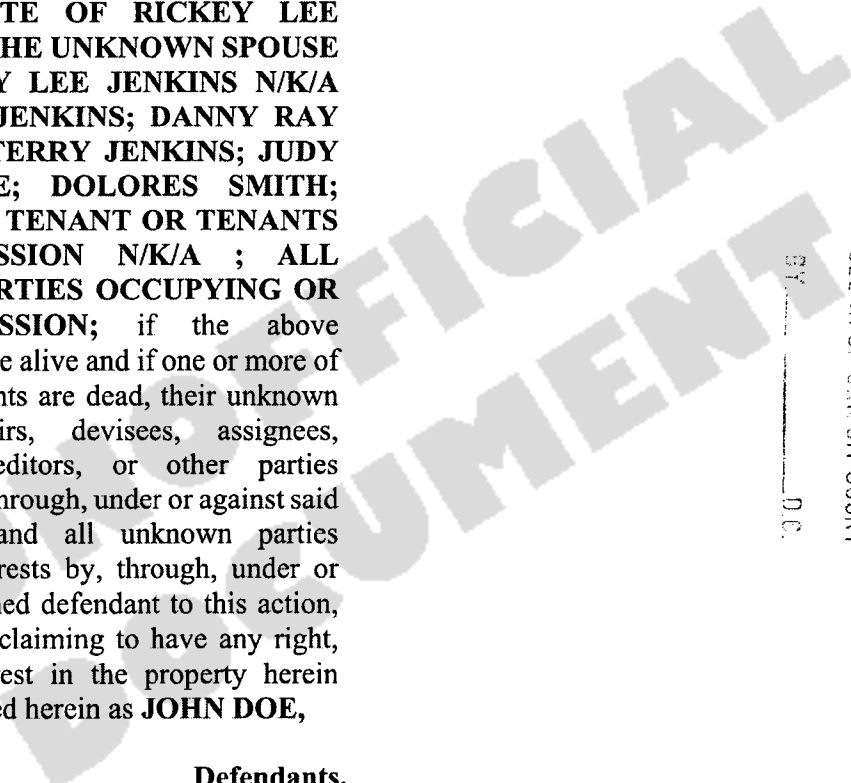 TE OF RICKEY LEE
HE UNKNOWN SPOUSE
Y LEE JENKINS N/K/A
JENKINS; DANNY RAY
TERRY JENKINS; JUDY
E; DOLORES SMITH;
TENANT OR TENANTS
SSION N/K/A ; ALL
RTIES OCCUPYING OR
SSION; if the above
e alive and if one or more of
nts are dead, their unknown
irs, devisees, assignees,
editors, or other parties
hrough, under or against said
and all unknown parties
rests by, through, under or
ned defendant to this action,
claiming to have any right,
rest in the property herein
ed herein as JOHN DOE,
Defendants.
UNOFFICIAL
DOCUMENT
BY D.C.